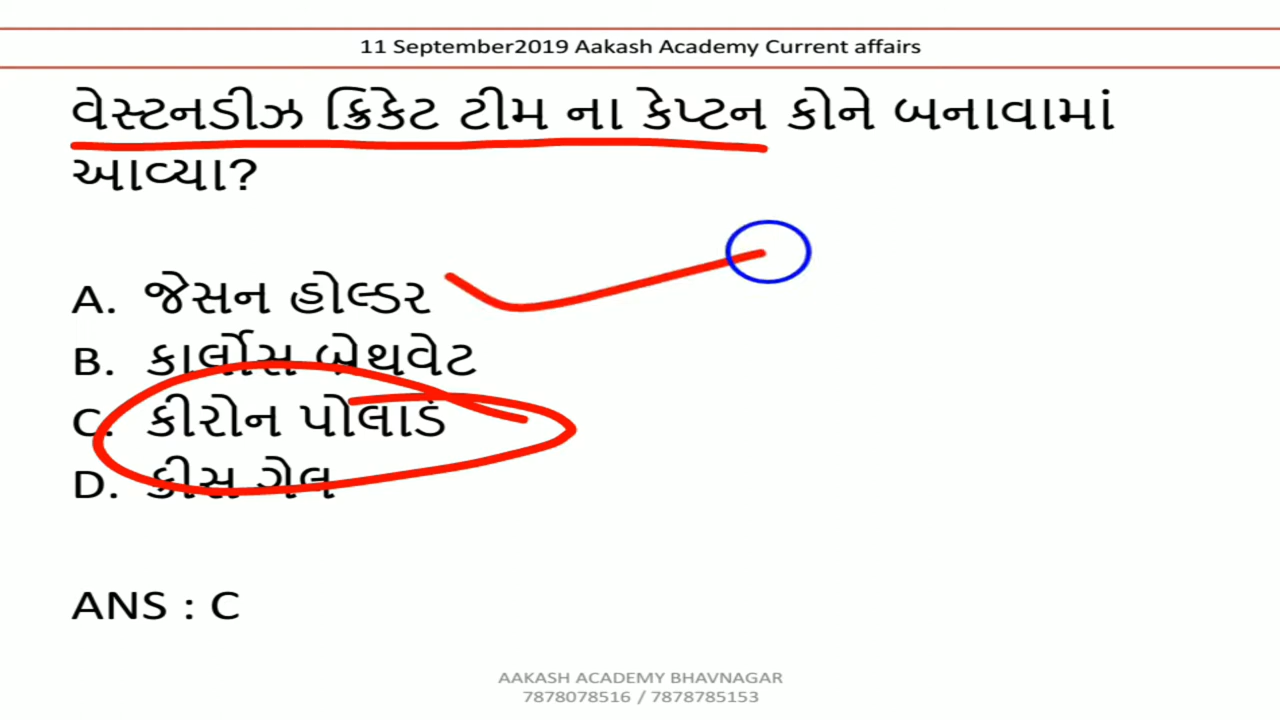 11 September2019 Aakash Academy Current affairs
વેસ્ટનડીઝ ક્રિકેટ ટીમ ના કેપ્ટન કોને બનાવામાં
આવ્યા?
A. જેસન હોલ્ડર
B. કાર્લોસ બ્રેથવેટ
C. કીરોન પોલાર્ડ
D. ક્રીસ ગેલ
ANS : C
AAKASH ACADEMY BHAVNAGAR
7878078516 / 7878785153